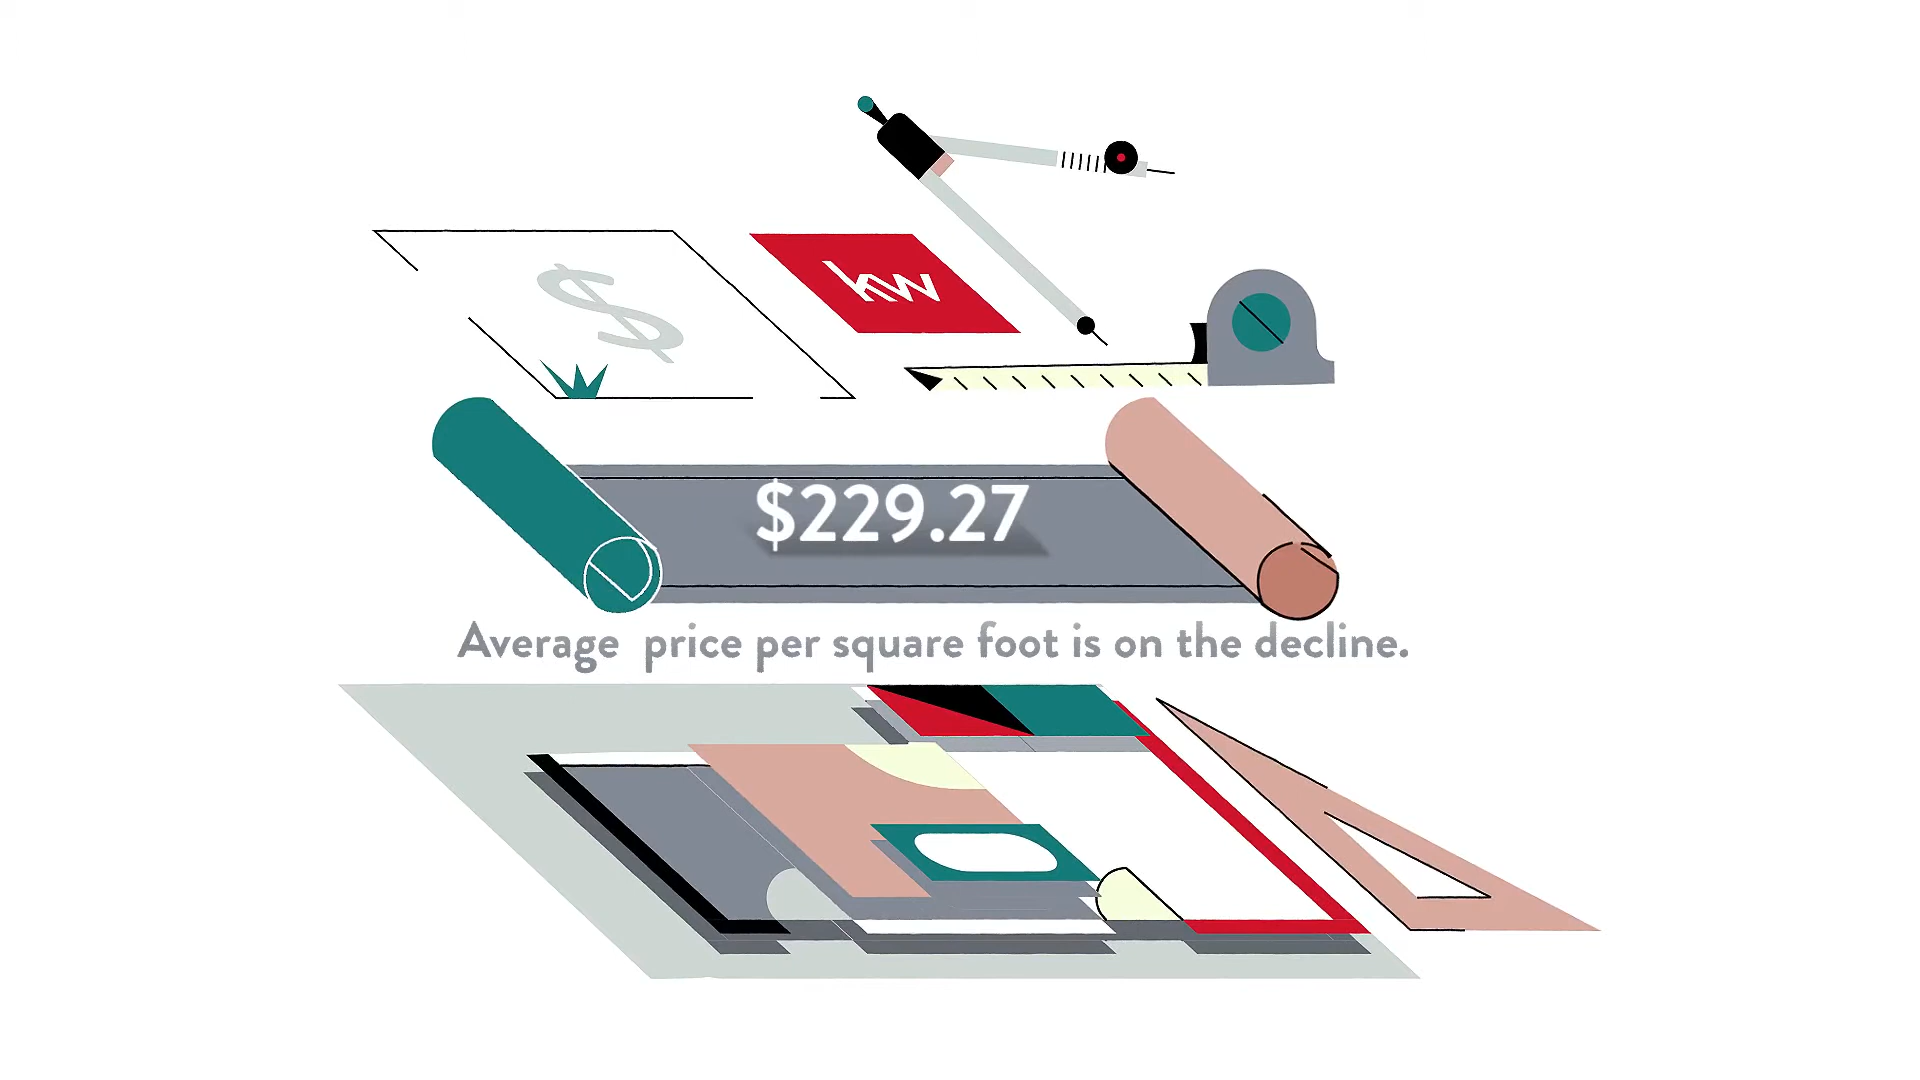 $
kw
$229.27
Average price per square foot is on the decline.